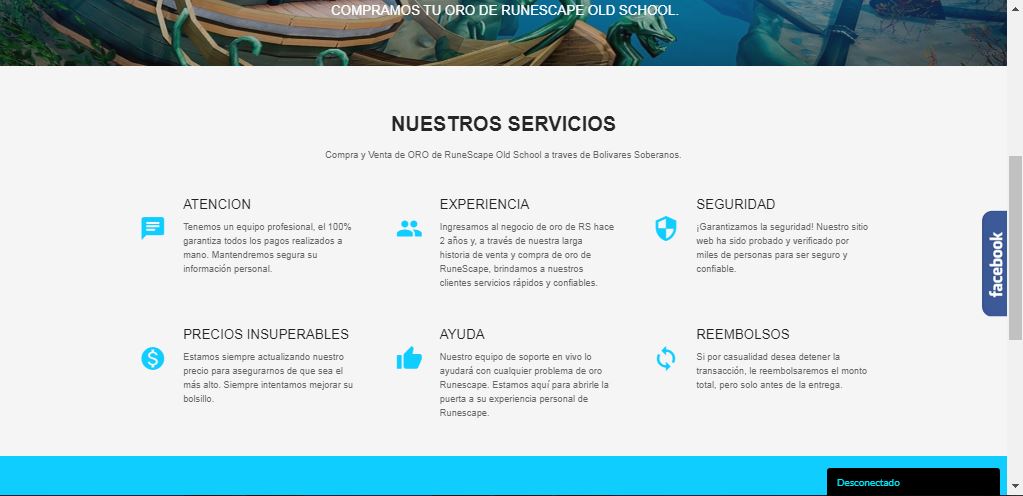 COMPRAMOS TU ORO DE RUNESCAPE OLD SCHOOL.
NUESTROS SERVICIOS
Compra y Venta de ORO de RuneScape Old School a traves de Bolivares Soberanos.
ATENCION
Tenemos un equipo profesional, el 100%
garantiza todos los pagos realizados a
mano. Mantendremos segura su
información personal.
EXPERIENCIA
Ingresamos al negocio de oro de RS hace
2 años y, a través de nuestra larga
historia de venta y compra de oro de
RuneScape, brindamos a nuestros
clientes servicios rápidos y confiables.
SEGURIDAD
¡Garantizamos la seguridad! Nuestro sitio
web ha sido probado y verificado por
miles de personas para ser seguro y
confiable.
facebook
PRECIOS INSUPERABLES
Estamos siempre actualizando nuestro
precio para asegurarnos de que sea el
más alto. Siempre intentamos mejorar su
bolsillo.
AYUDA
Nuestro equipo de soporte en vivo lo
ayudará con cualquier problema de oro
Runescape. Estamos aquí para abrirle la
puerta a su experiencia personal de
Runescape.
REEMBOLSOS
Si por casualidad desea detener la
transacción, le reembolsaremos el monto
total, pero solo antes de la entrega.
Desconectado